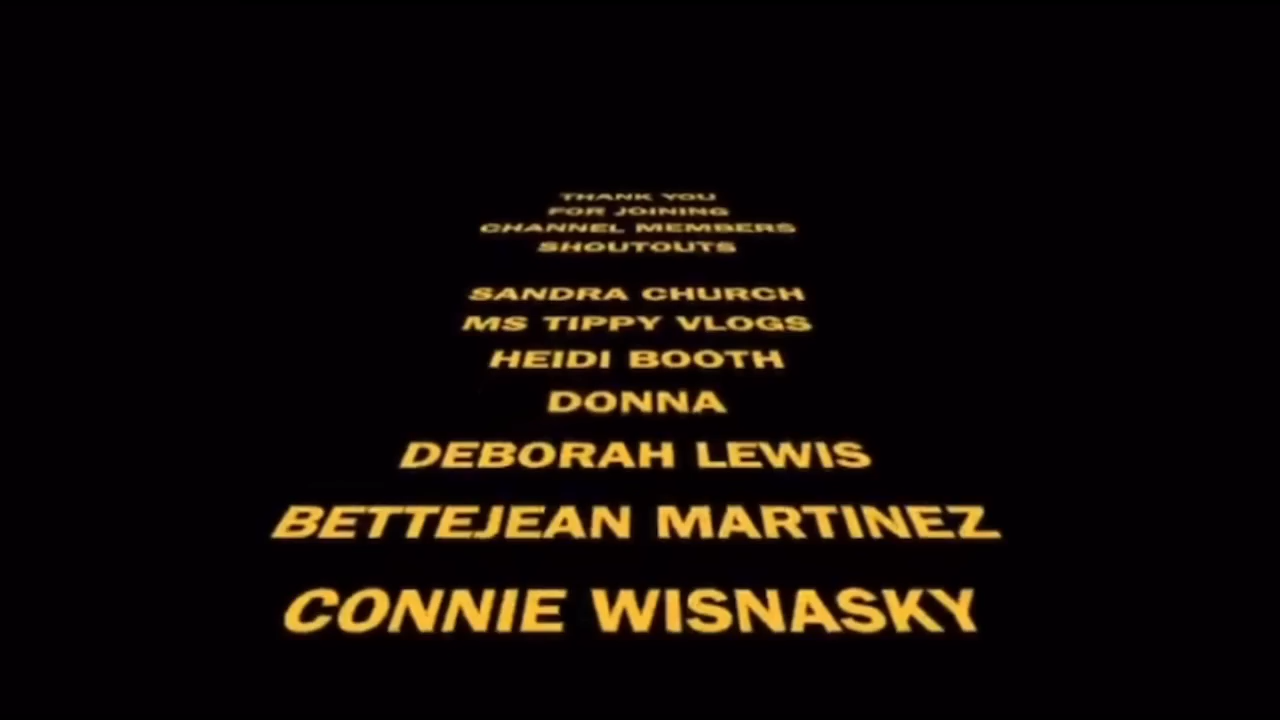 THANK YOU
FOR JOINING
CHANNEL MEMBERS
SHOUTOUTS
SANDRA CHURCH
MS TIPPY VLOGS
HEIDI BOOTH
DONNA
DEBORAH LEWIS
BETTEJEAN MARTINEZ
CONNIE WISNASKY